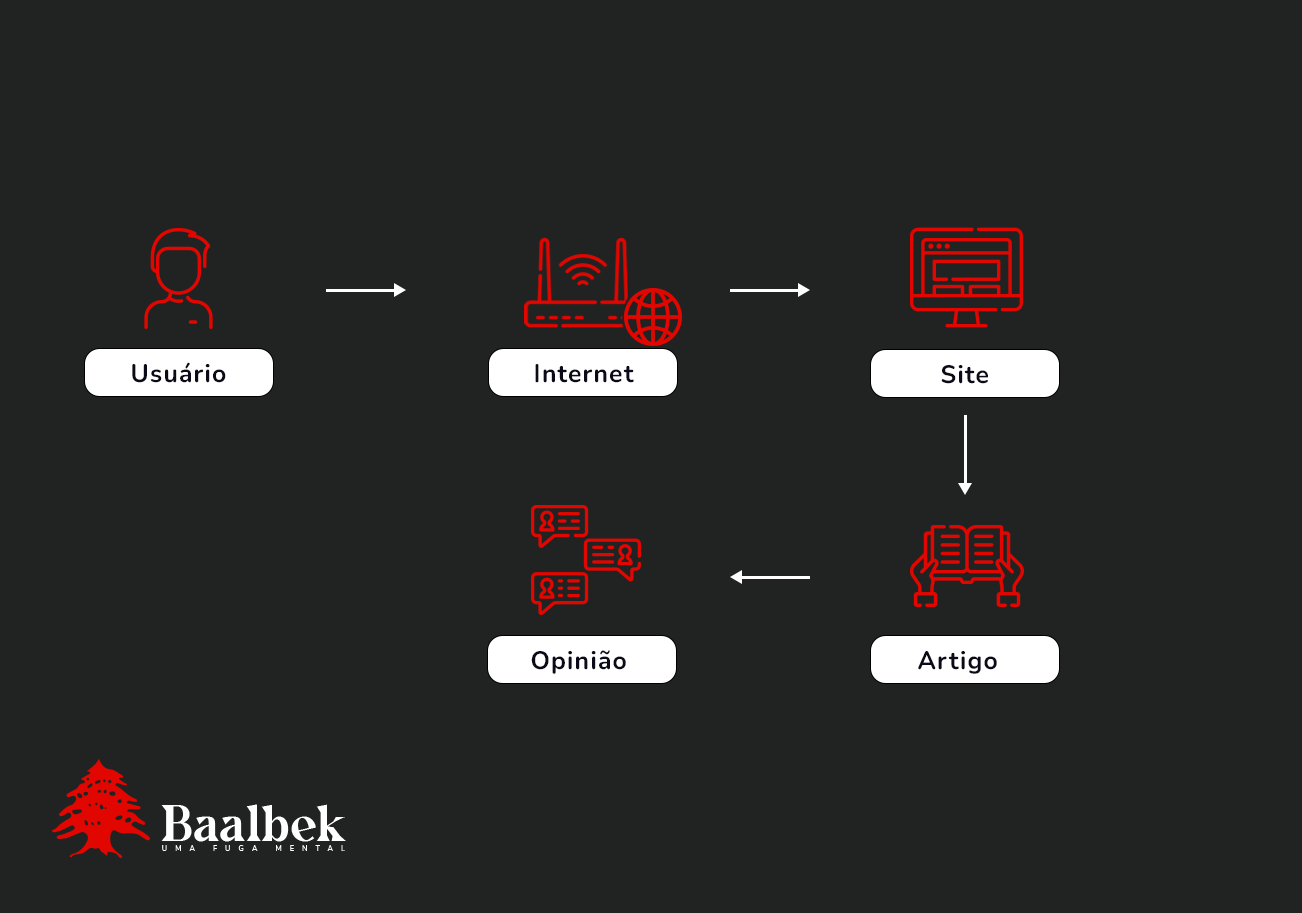 Usuário
Internet
Site
Opinião
Artigo
Baalbek
UMA FUGA MENTAL